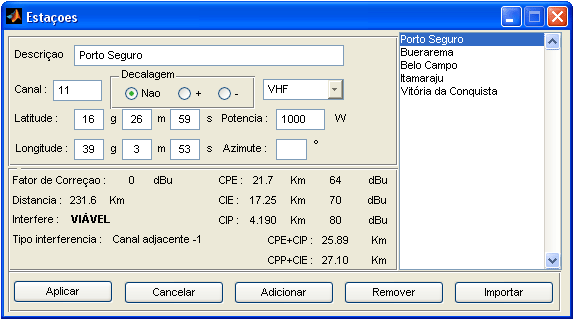 Estaçoes
Descriçao Porto Seguro
Canal : 11 Decalagem Nao + - VHF
Latitude : 16 g 26 m 59 s Potencia : 1000 W
Longitude : 39 g 3 m 53 s Azimute : °
Fator de Correçao : 0 dBu CPE : 21.7 Km 64 dBu
Distancia : 231.6 Km CIE : 17.25 Km 70 dBu
Interfere : VIÁVEL CIP : 4.190 Km 80 dBu
Tipo interferencia : Canal adjacente -1 CPE+CIP : 25.89 Km
CPP+CIE : 27.10 Km
Porto Seguro
Buerarema
Belo Campo
Itamaraju
Vitória da Conquista
Aplicar Cancelar Adicionar Remover Importar